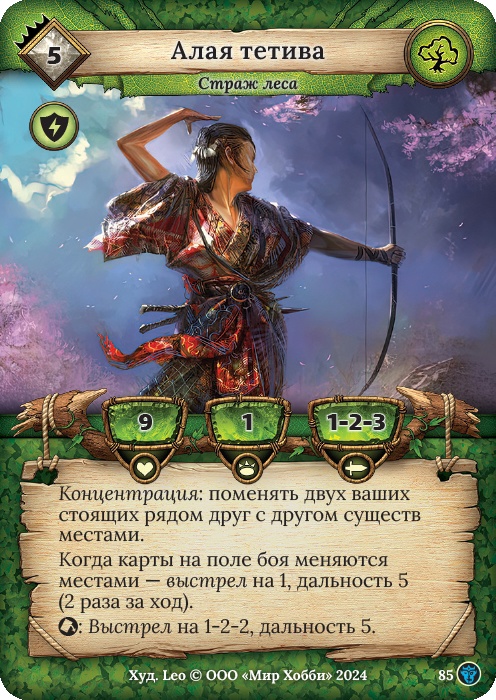 5
Алая тетива
Страж леса
9
1
1-2-3
Концентрация: поменять двух ваших
стоящих рядом друг с другом существ
местами.
Когда карты на поле боя меняются
местами — выстрел на 1, дальность 5
(2 раза за ход).
: Выстрел на 1-2-2, дальность 5.
Худ. Leo © ООО «Мир Хобби» 2024
85